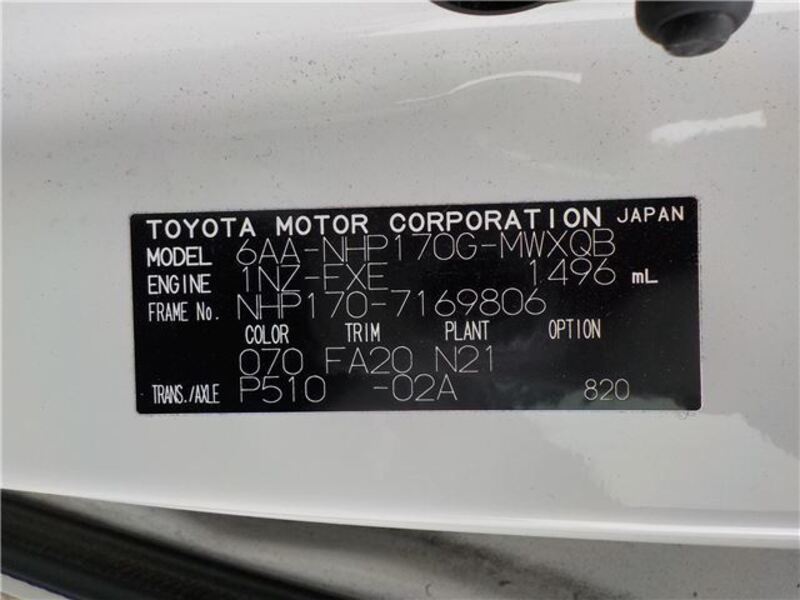 TOYOTA MOTOR CORPORATION JAPAN
MODEL 6AA-NHP170G-MWXQB
ENGINE 1NZ-FXE 1496 mL
FRAME No. NHP170-7169806
COLOR TRIM PLANT OPTION
070 FA20 N21
TRANS./AXLE P510 -02A 820